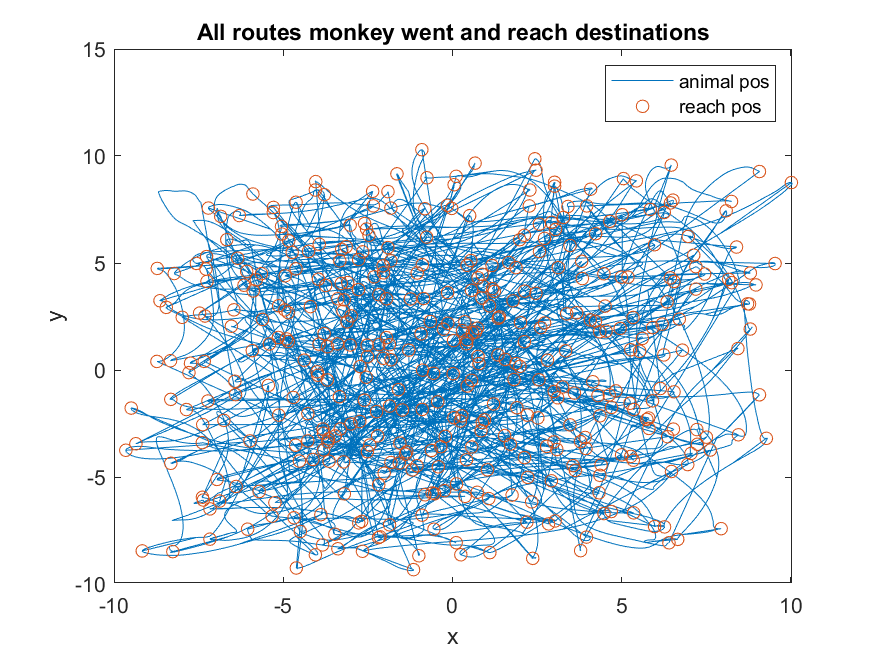 All routes monkey went and reach destinations
animal pos
reach pos
15
10
5
0
-5
-10
y
-10
-5
0
5
10
x